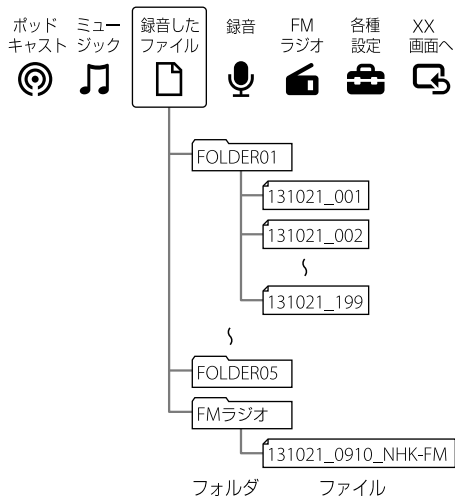 ポッド
キャスト
ミュー
ジック
録音した
ファイル
録音
FM
ラジオ
各種
設定
XX
画面へ
FOLDER01
131021_001
131021_002
〜
131021_199
〜
FOLDER05
FMラジオ
131021_0910_NHK-FM
フォルダ ファイル